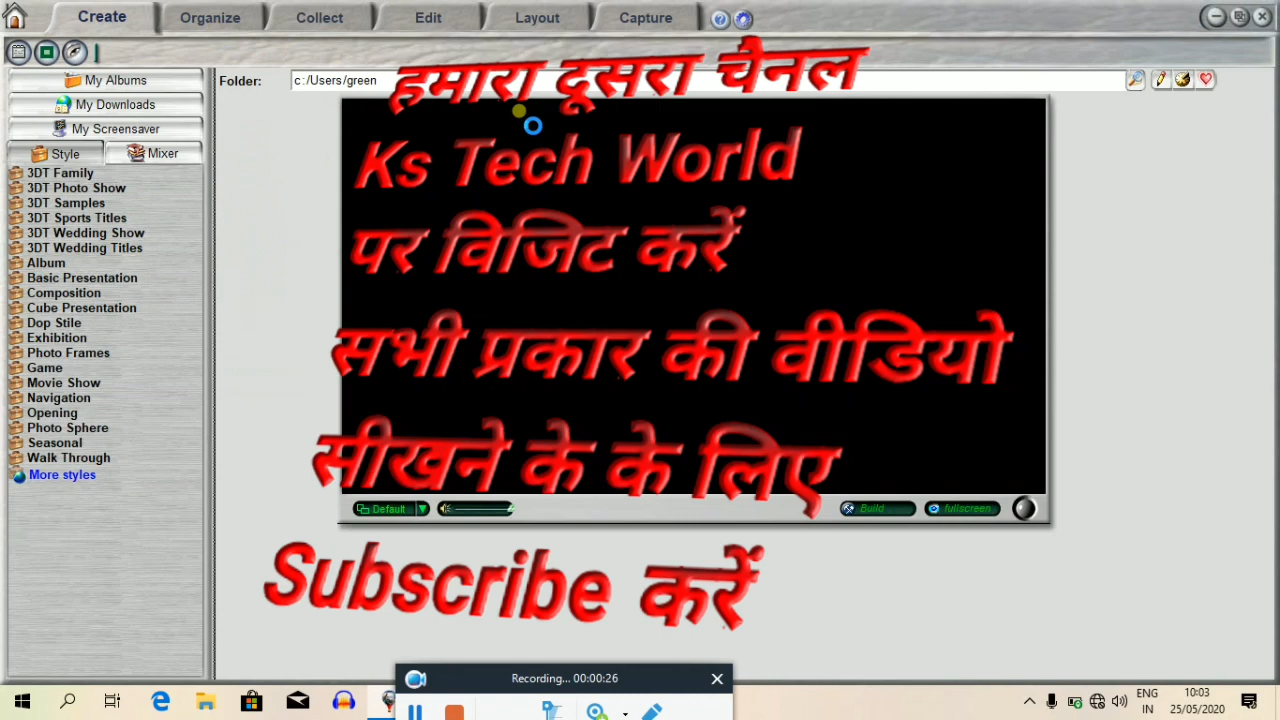 Create Organize Collect Edit Layout Capture
My Albums
Folder: c:/Users/green
My Downloads
My Screensaver
Style Mixer
3DT Family
3DT Photo Show
3DT Samples
3DT Sports Titles
3DT Wedding Show
3DT Wedding Titles
Album
Basic Presentation
Composition
Cube Presentation
Dop Stile
Exhibition
Photo Frames
Game
Movie Show
Navigation
Opening
Photo Sphere
Seasonal
Walk Through
More styles
हमारा दूसरा चैनल
Ks Tech World
पर विजिट करें
सभी प्रकार की वीडियो
सीखने के के लिए
Default Build fullscreen
Subscribe करें
Recording... 00:00:26
ENG 10:03
IN 25/05/2020